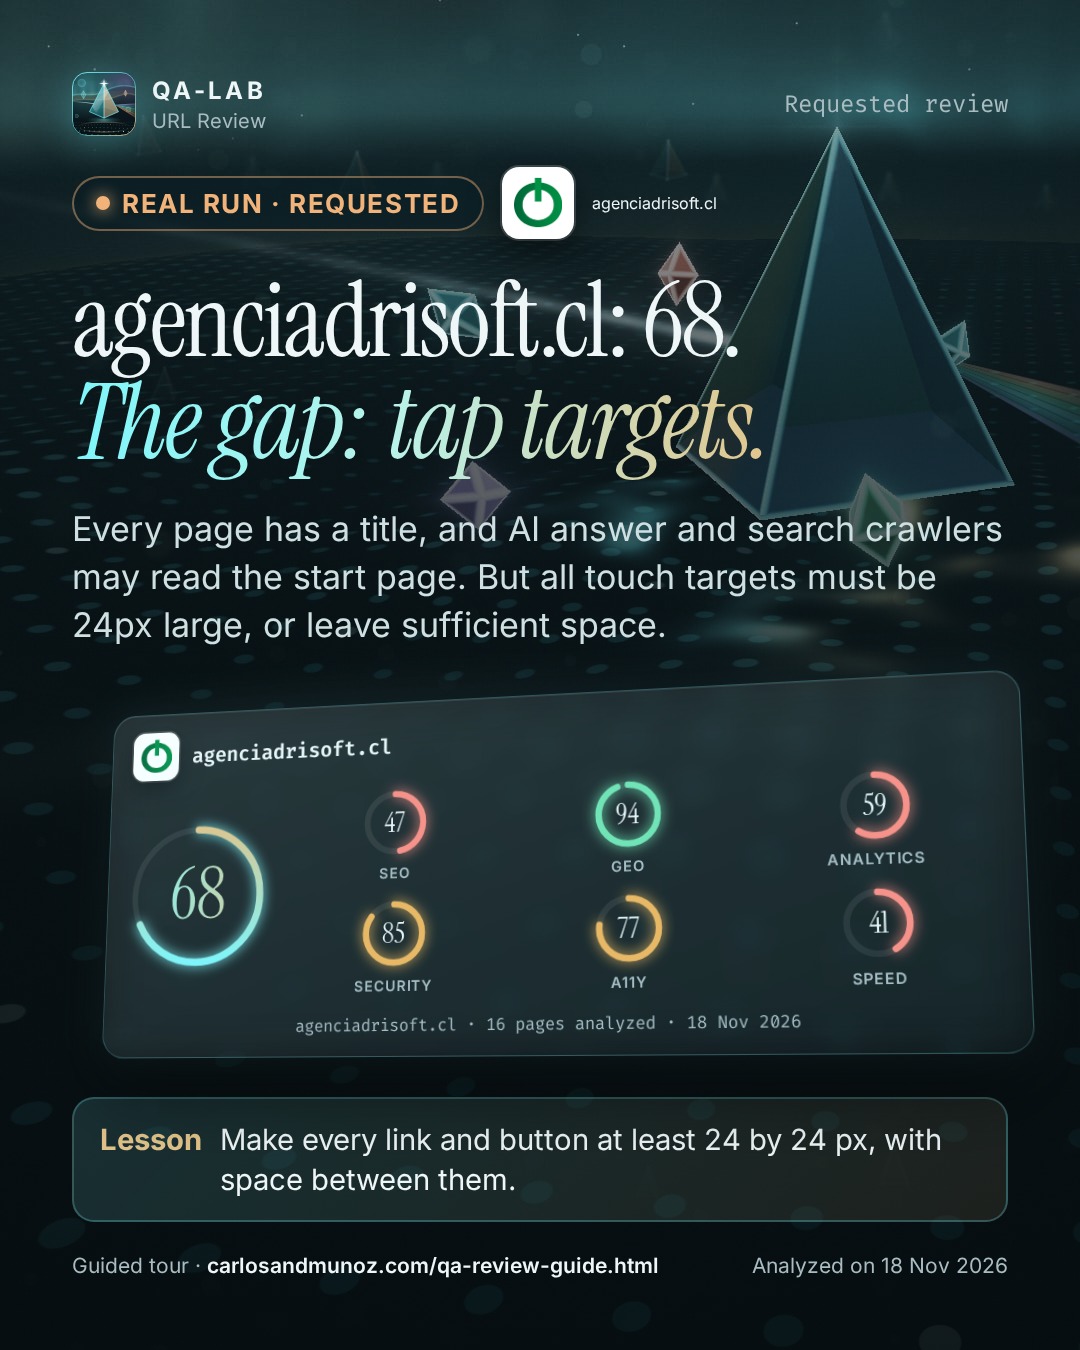 QA-LAB
URL Review
Requested review
REAL RUN · REQUESTED
agenciadrisoft.cl
agenciadrisoft.cl: 68.
The gap: tap targets.
Every page has a title, and AI answer and search crawlers
may read the start page. But all touch targets must be
24px large, or leave sufficient space.
agenciadrisoft.cl
68
47
SEO
94
GEO
59
ANALYTICS
85
SECURITY
77
A11Y
41
SPEED
agenciadrisoft.cl · 16 pages analyzed · 18 Nov 2026
Lesson Make every link and button at least 24 by 24 px, with
space between them.
Guided tour · carlosandmunoz.com/qa-review-guide.html
Analyzed on 18 Nov 2026